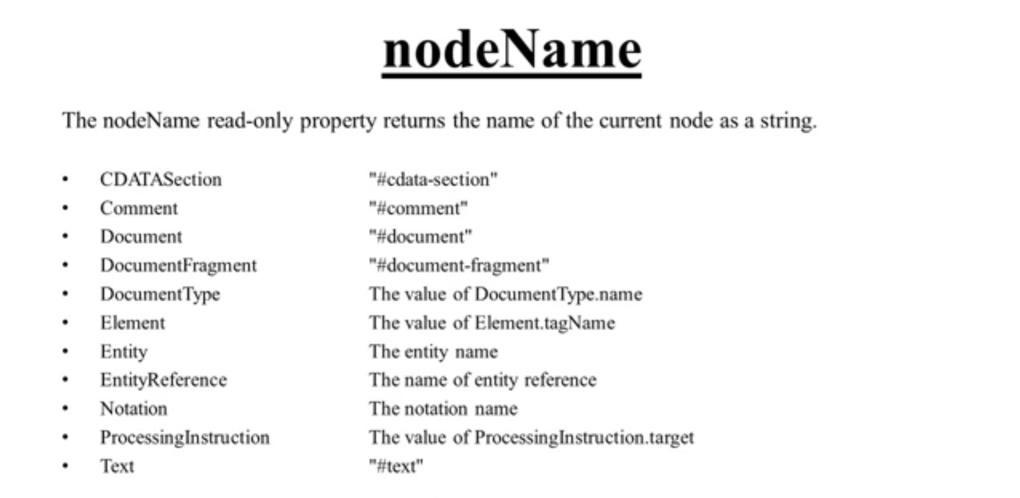 nodeName
The nodeName read-only property returns the name of the current node as a string.
• CDATASection "#cdata-section"
• Comment "#comment"
• Document "#document"
• DocumentFragment "#document-fragment"
• DocumentType The value of DocumentType.name
• Element The value of Element.tagName
• Entity The entity name
• EntityReference The name of entity reference
• Notation The notation name
• ProcessingInstruction The value of ProcessingInstruction.target
• Text "#text"